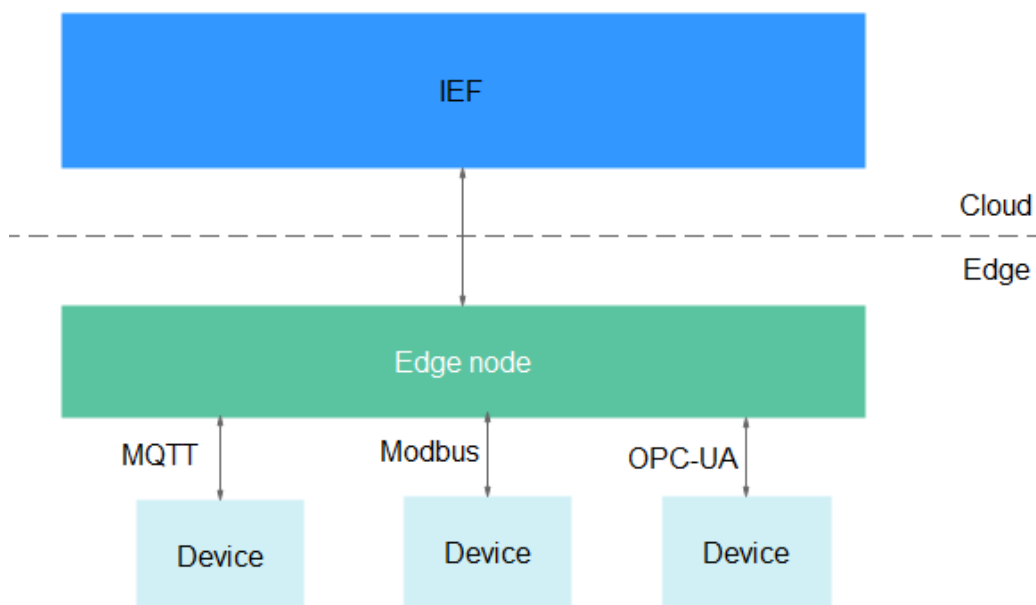 IEF
Cloud
Edge
Edge node
MQTT
Modbus
OPC-UA
Device
Device
Device